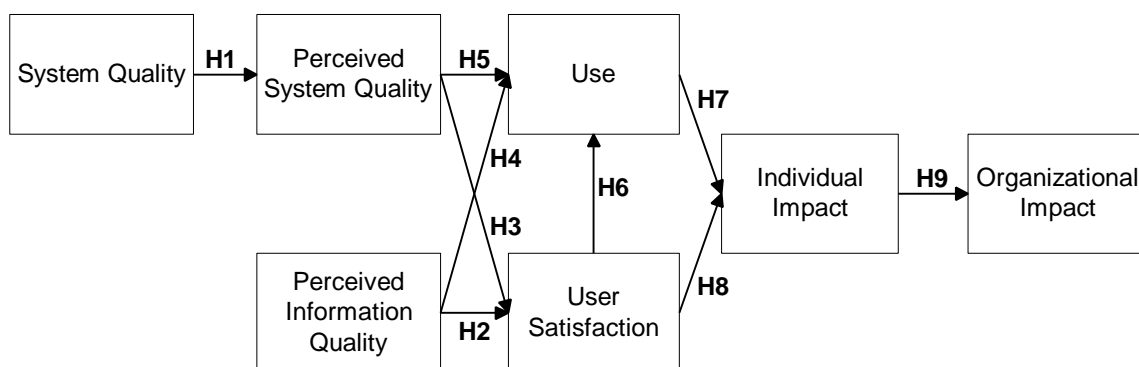 System Quality
H1
Perceived
System Quality
H5
Use
H7
H4
H3
H6
Individual
Impact
H9
Organizational
Impact
Perceived
Information
Quality
H2
User
Satisfaction
H8